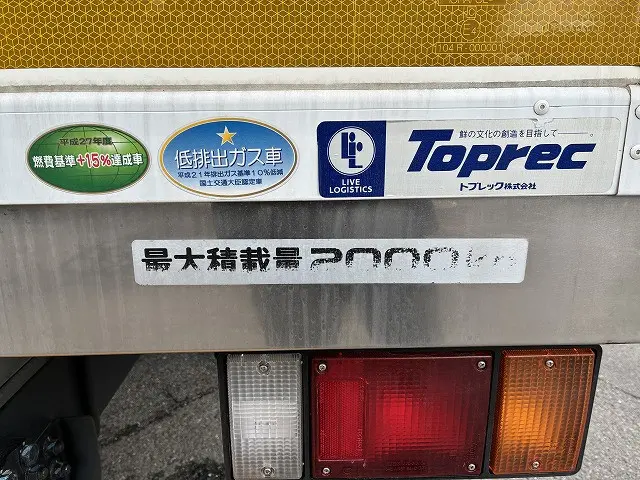 E4
104 R-000001
平成27年度
燃費基準+15%達成車
低排出ガス車
平成21年排出ガス基準10%低減
国土交通大臣認定車
LIVE
LOGISTICS
鮮の文化の創造を目指して
Toprec
トプレック株式会社
最大積載量2000kg